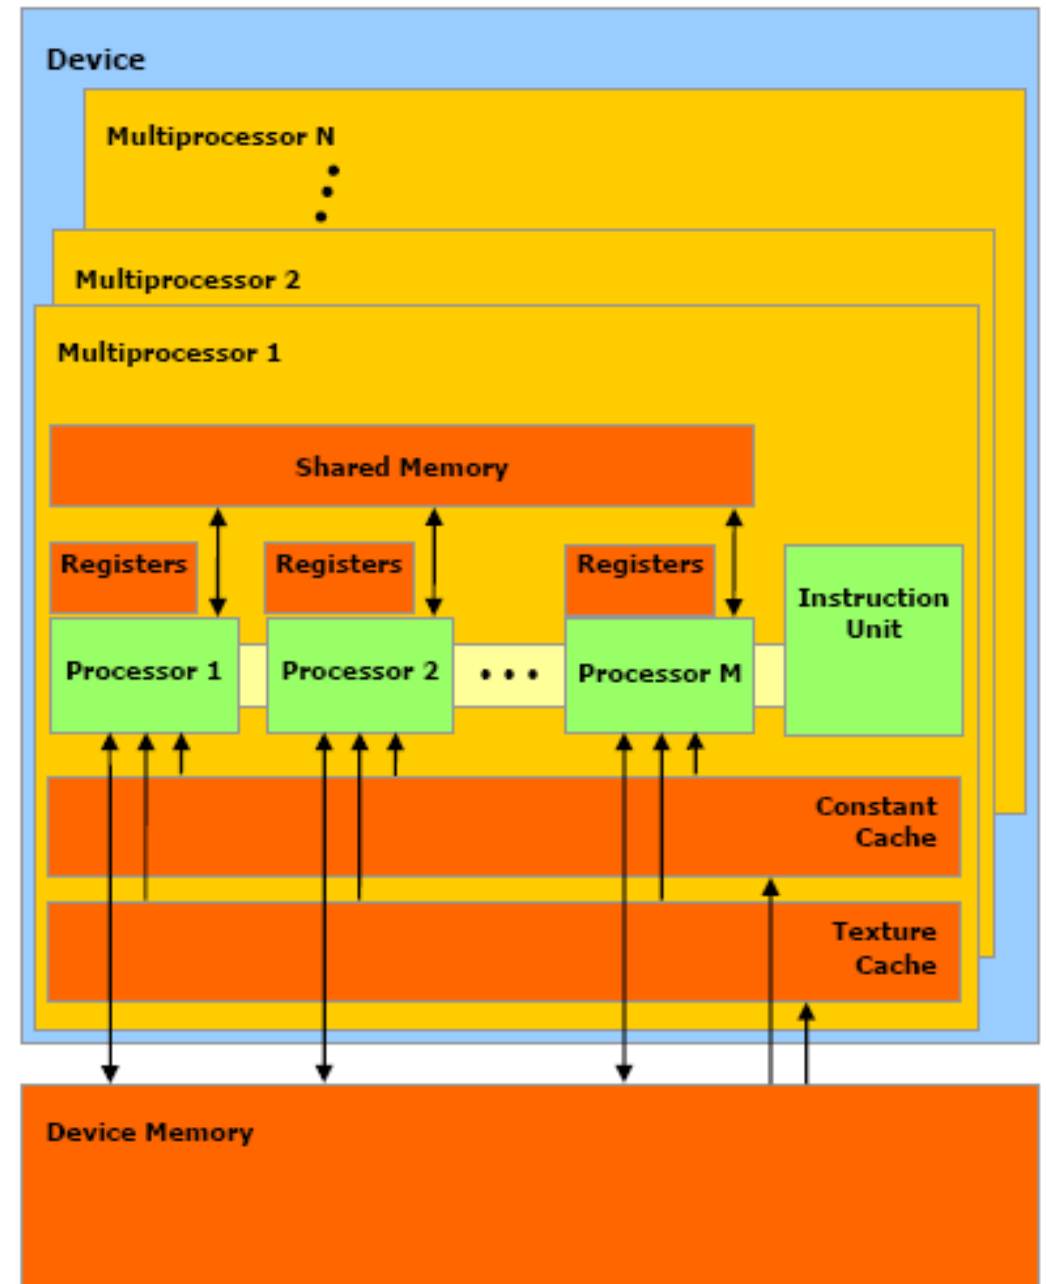 Device
Multiprocessor N
Multiprocessor 2
Multiprocessor 1
Shared Memory
Registers
Registers
Registers
Instruction
Unit
Processor 1
Processor 2
• • •
Processor M
Constant
Cache
Texture
Cache
Device Memory